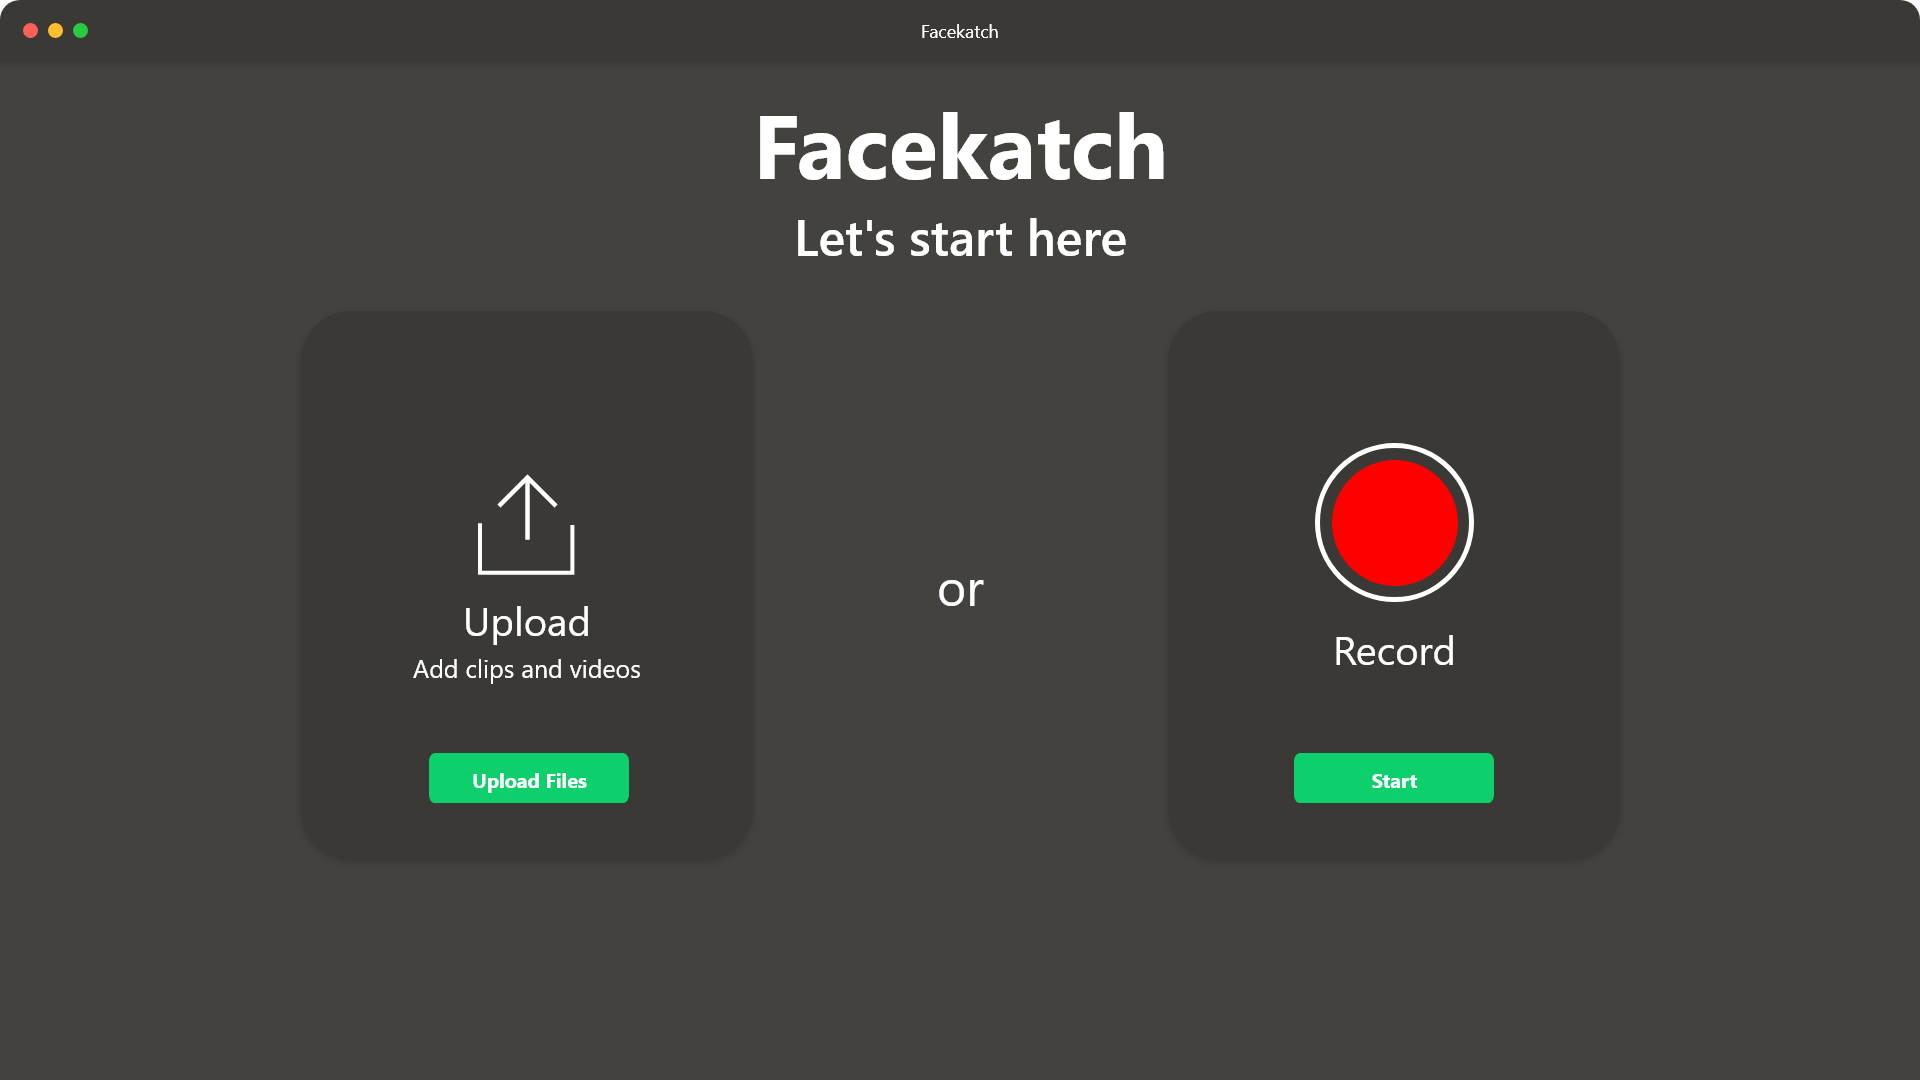 Facekatch
Facekatch
Let's start here
Upload
Add clips and videos
Upload Files
or
Record
Start